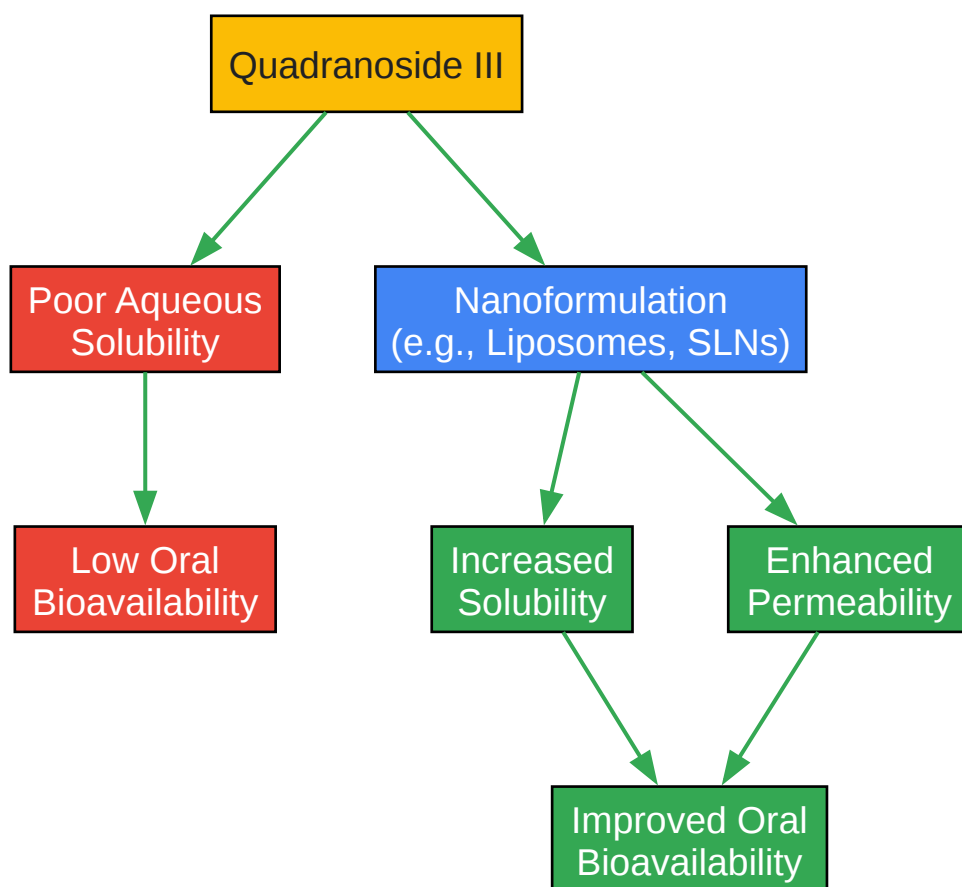 Quadranoside III
Poor Aqueous
Solubility
Nanoformulation
(e.g., Liposomes, SLNs)
Low Oral
Bioavailability
Increased
Solubility
Enhanced
Permeability
Improved Oral
Bioavailability